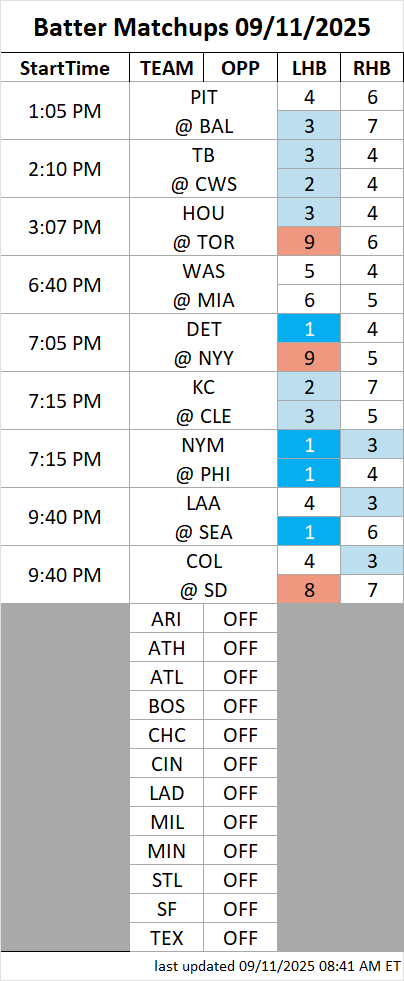 Batter Matchups 09/11/2025
StartTime TEAM OPP LHB RHB
1:05 PM
PIT 4 6
@ BAL 3 7
2:10 PM
TB 3 4
@ CWS 2 4
3:07 PM
HOU 3 4
@ TOR 9 6
6:40 PM
WAS 5 4
@ MIA 6 5
7:05 PM
DET 1 4
@ NYY 9 5
7:15 PM
KC 2 7
@ CLE 3 5
7:15 PM
NYM 1 3
@ PHI 1 4
9:40 PM
LAA 4 3
@ SEA 1 6
9:40 PM
COL 4 3
@ SD 8 7
ARI OFF
ATH OFF
ATL OFF
BOS OFF
CHC OFF
CIN OFF
LAD OFF
MIL OFF
MIN OFF
STL OFF
SF OFF
TEX OFF
last updated 09/11/2025 08:41 AM ET